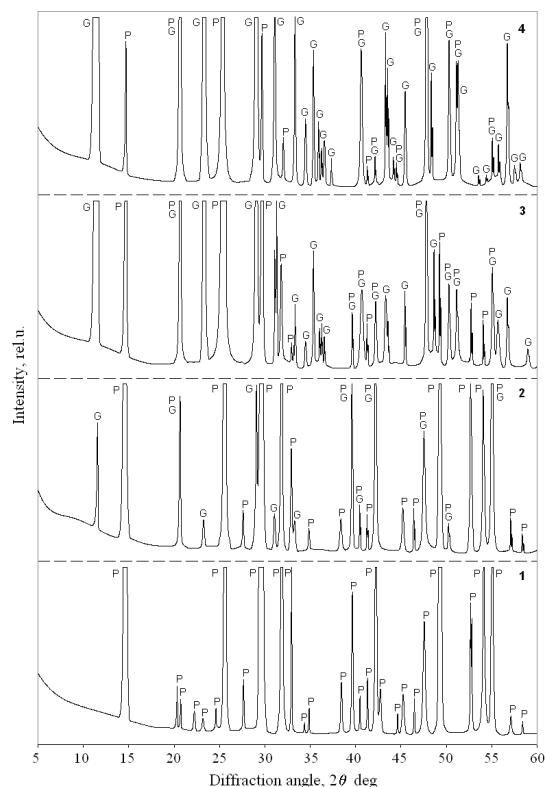 4
G P P G G P G P G P G G G G G G P G P P G G G P G G P G G P G P G G G P G G G G G
3
G P P G G P G P G P P G G G G G P G P G P P G G G P G G P P G P G P P P G G G G
2
G P P G G P G P G P P G P P P G P G P P G P P P G P P G P P P G P P
1
P P P P P P P P P P P P P P P P P P P P P P P P P P P P
Intensity, rel.u.
5 10 15 20 25 30 35 40 45 50 55 60
Diffraction angle, 2θ deg